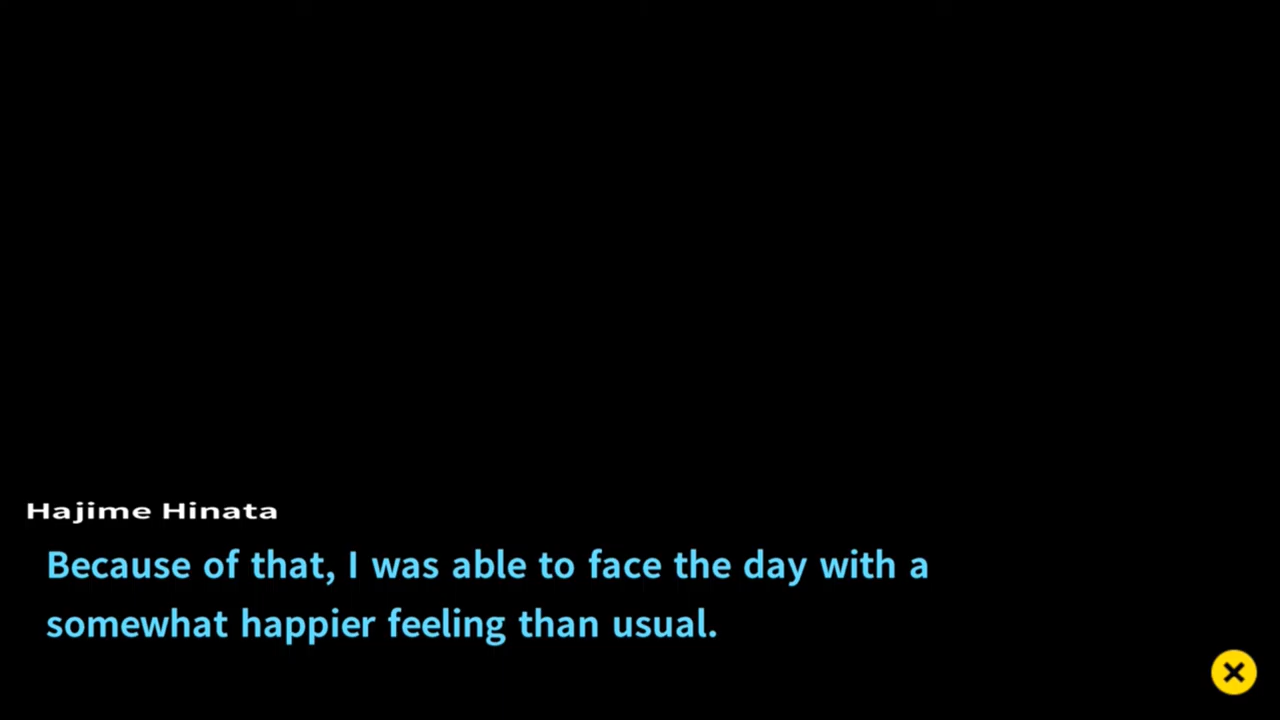 Hajime Hinata
Because of that, I was able to face the day with a
somewhat happier feeling than usual.